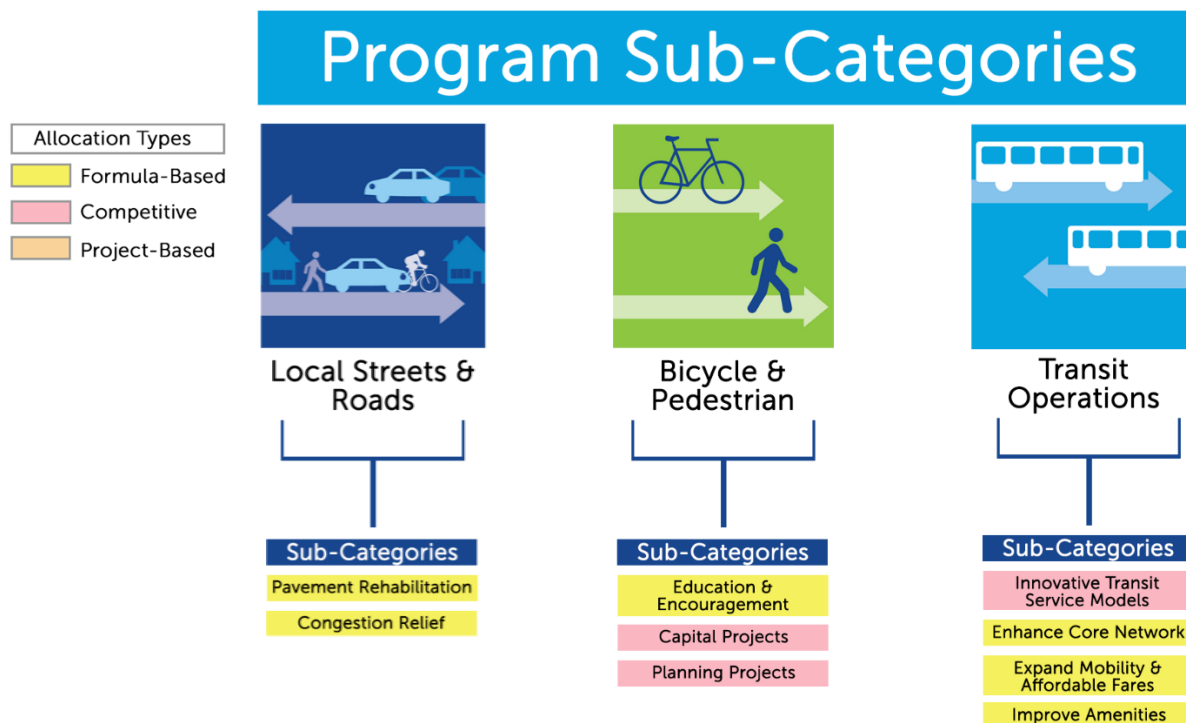 Program Sub-Categories
Allocation Types
Formula-Based
Competitive
Project-Based
Local Streets &
Roads
Sub-Categories
Pavement Rehabilitation
Congestion Relief
Bicycle &
Pedestrian
Sub-Categories
Education &
Encouragement
Capital Projects
Planning Projects
Transit
Operations
Sub-Categories
Innovative Transit
Service Models
Enhance Core Network
Expand Mobility &
Affordable Fares
Improve Amenities